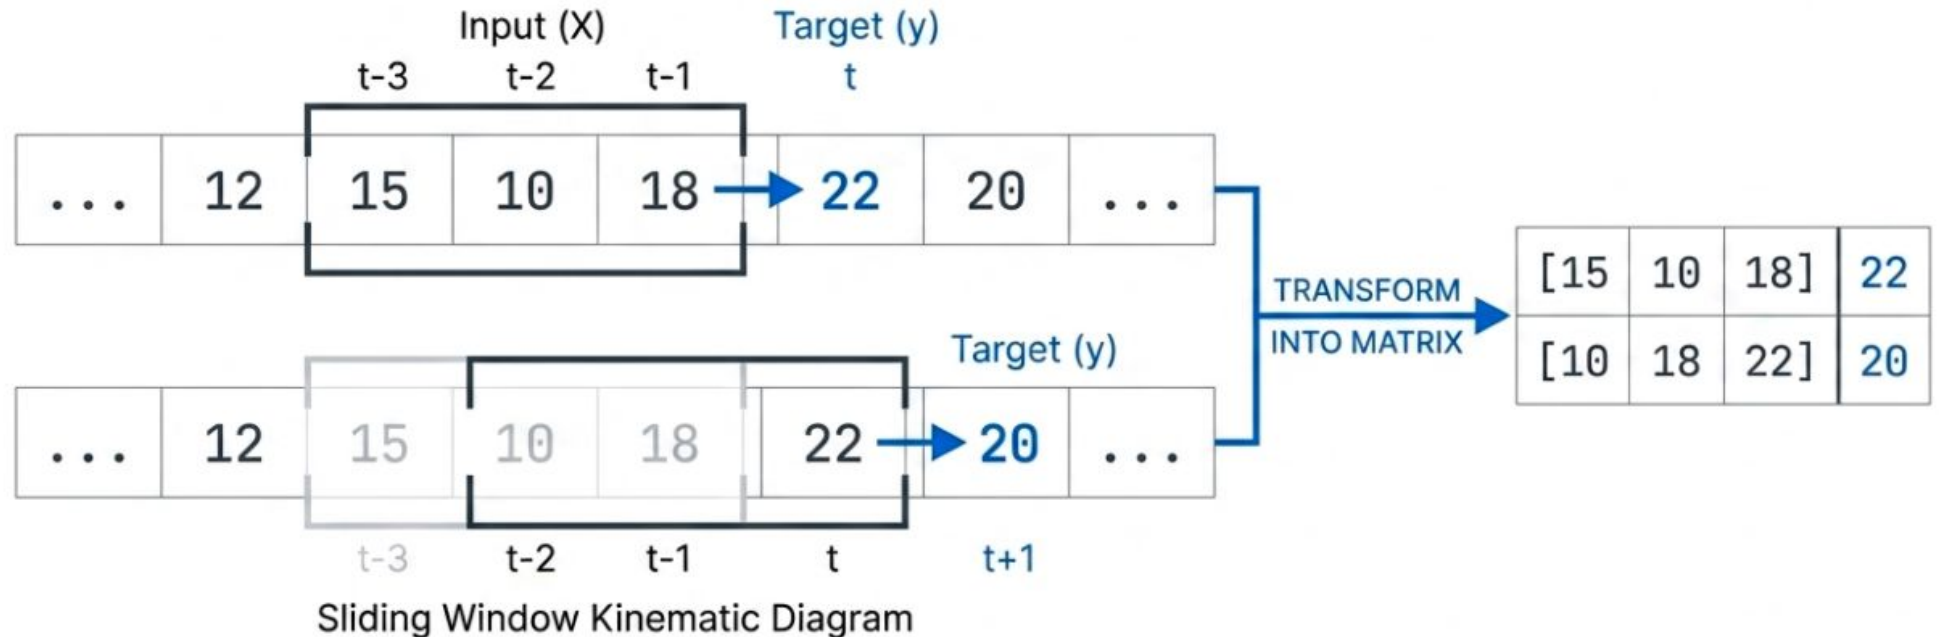 Input (X) Target (y)
t-3 t-2 t-1 t
... 12 15 10 18 22 20 ...
TRANSFORM
INTO MATRIX
[15 10 18] 22
[10 18 22] 20
Target (y)
... 12 15 10 18 22 20 ...
t-3 t-2 t-1 t t+1
Sliding Window Kinematic Diagram